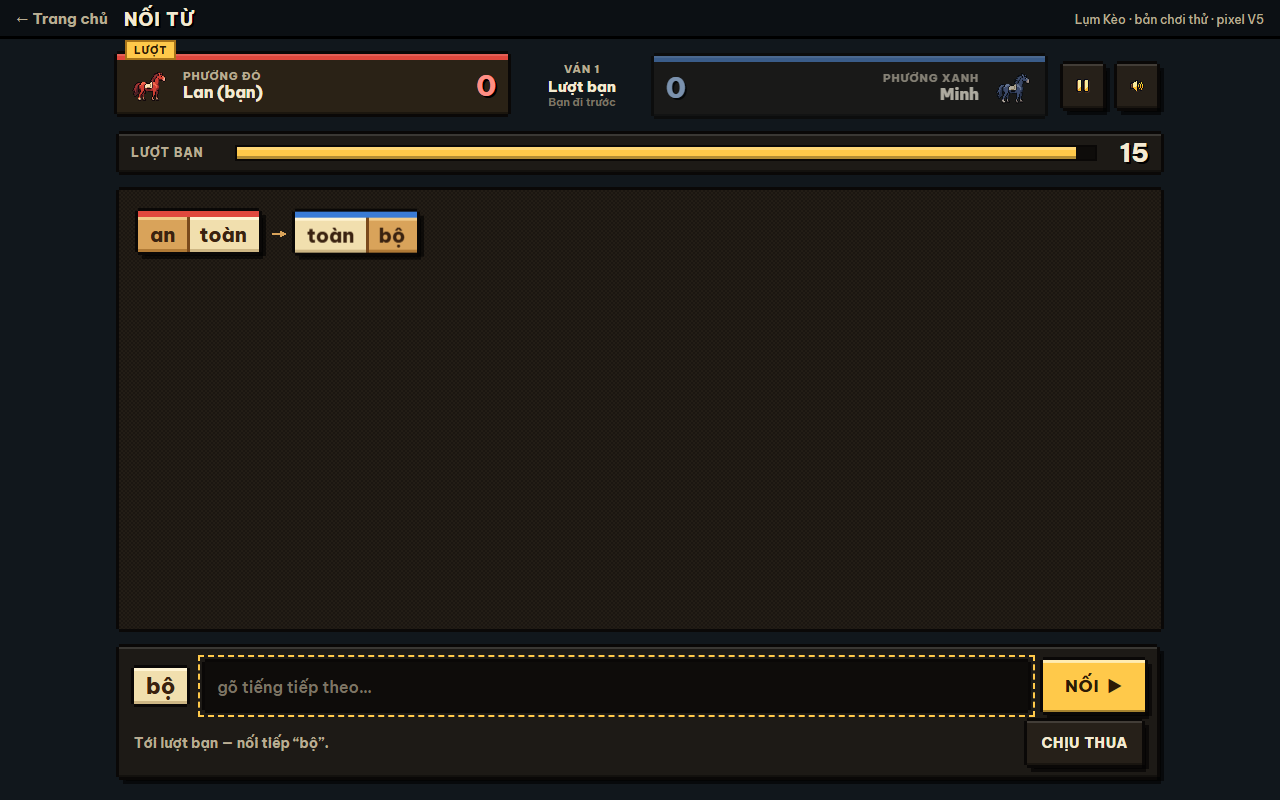 ← Trang chủ NỐI TỪ
Lụm Kèo · bản chơi thử · pixel V5
LƯỢT
PHƯỜNG ĐỎ
Lan (bạn)
0
VÁN 1
Lượt bạn
Bạn đi trước
0
PHƯỜNG XANH
Minh
LƯỢT BẠN
15
an toàn
toàn bộ
bộ
gõ tiếng tiếp theo...
NỐI ▶
Tới lượt bạn – nối tiếp “bộ”.
CHỊU THUA